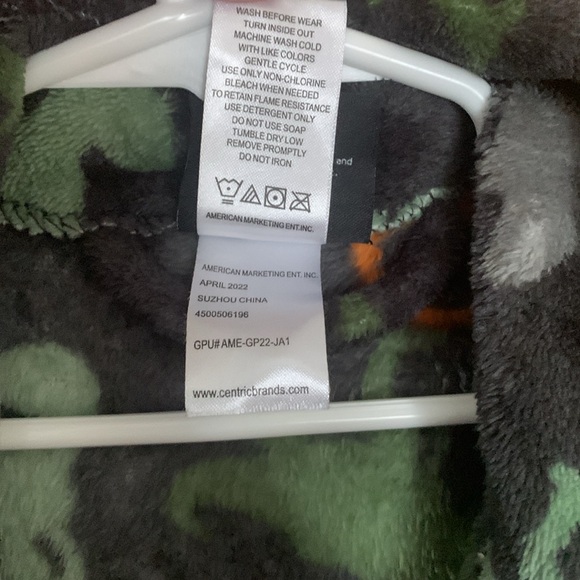 WASH BEFORE WEAR
TURN INSIDE OUT
MACHINE WASH COLD
WITH LIKE COLORS
GENTLE CYCLE
USE ONLY NON-CHLORINE
BLEACH WHEN NEEDED
TO RETAIN FLAME RESISTANCE
USE DETERGENT ONLY
DO NOT USE SOAP
TUMBLE DRY LOW
REMOVE PROMPTLY
DO NOT IRON
and
AMERICAN MARKETING ENT.INC.
AMERICAN MARKETING ENT. INC.
APRIL 2022
SUZHOU CHINA
4500506196
GPU#AME-GP22-JA1
www.centricbrands.com